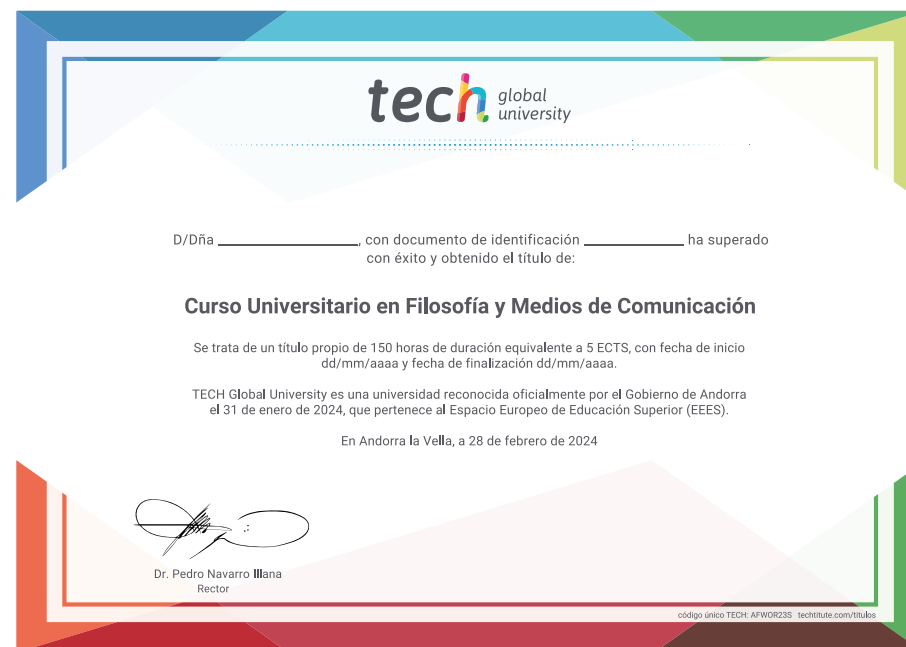 tech global university
D/Dña ____________, con documento de identificación ____________ ha superado
con éxito y obtenido el título de:
Curso Universitario en Filosofía y Medios de Comunicación
Se trata de un título propio de 150 horas de duración equivalente a 5 ECTS, con fecha de inicio
dd/mm/aaaa y fecha de finalización dd/mm/aaaa.
TECH Global University es una universidad reconocida oficialmente por el Gobierno de Andorra
el 31 de enero de 2024, que pertenece al Espacio Europeo de Educación Superior (EEES).
En Andorra la Vella, a 28 de febrero de 2024
Dr. Pedro Navarro Illana
Rector
código único TECH: AFWOR23S techtitute.com/titulos